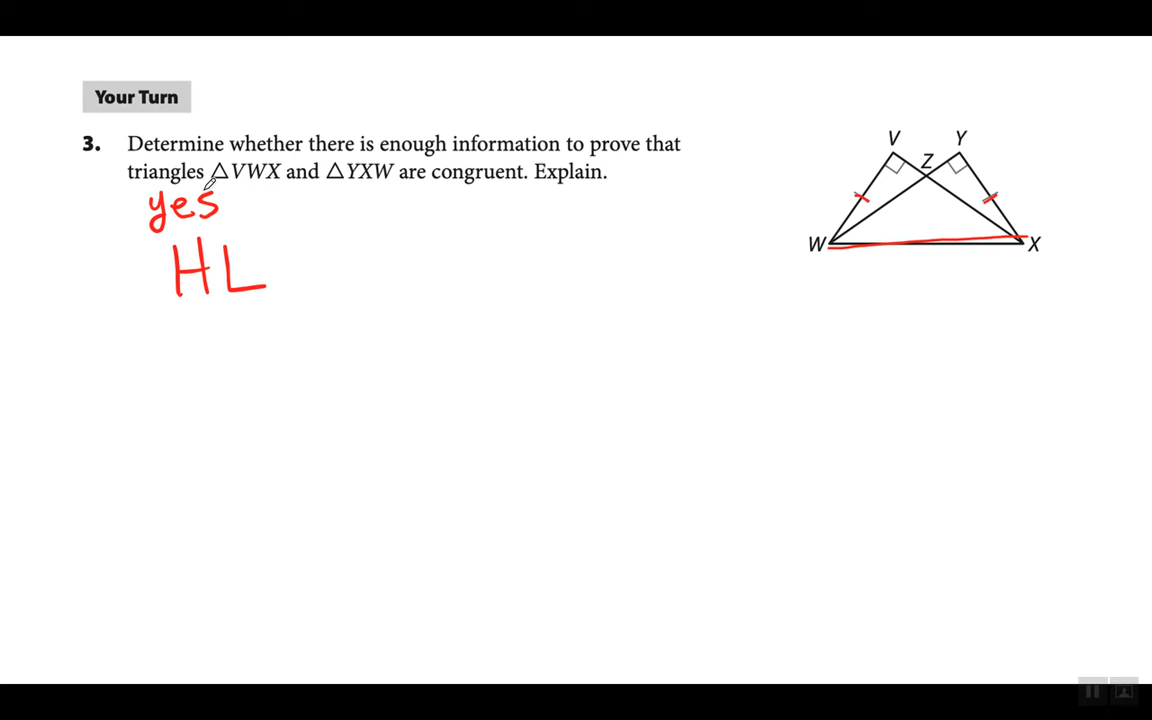 Your Turn
3. Determine whether there is enough information to prove that
triangles △VWX and △YXW are congruent. Explain.
yes
HL
V Y
Z
W X